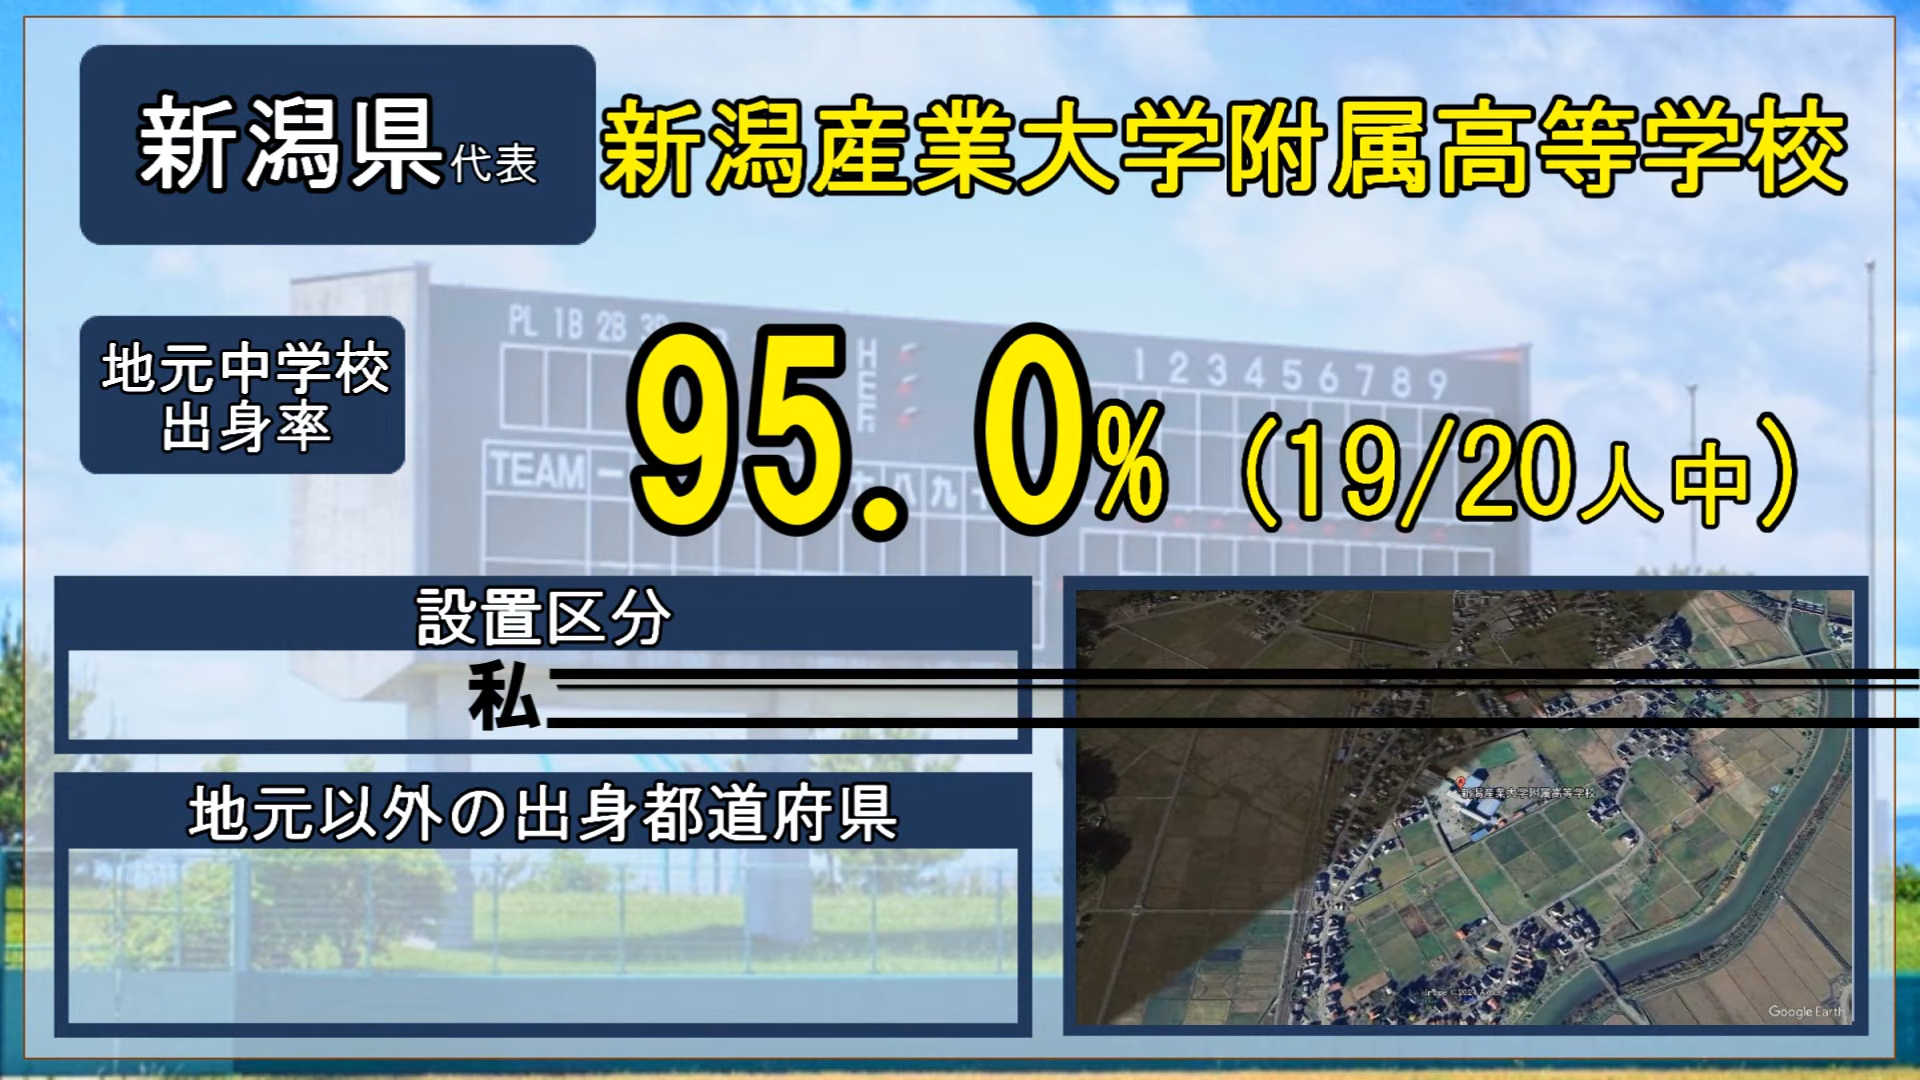 新潟県代表
新潟産業大学附属高等学校
PL 1B 2B
H
E
1 2 3 4 5 6 7 8 9
地元中学校
出身率
95.0%(19/20人中)
TEAM 一 八 九
設置区分
私
地元以外の出身都道府県
新潟産業大学附属高等学校
Google Earth